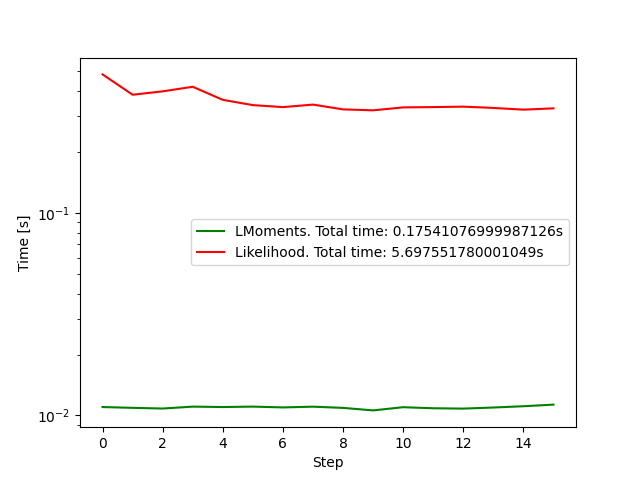 10⁻¹
10⁻²
Time [s]
LMoments. Total time: 0.17541076999987126s
Likelihood. Total time: 5.697551780001049s
0 2 4 6 8 10 12 14
Step